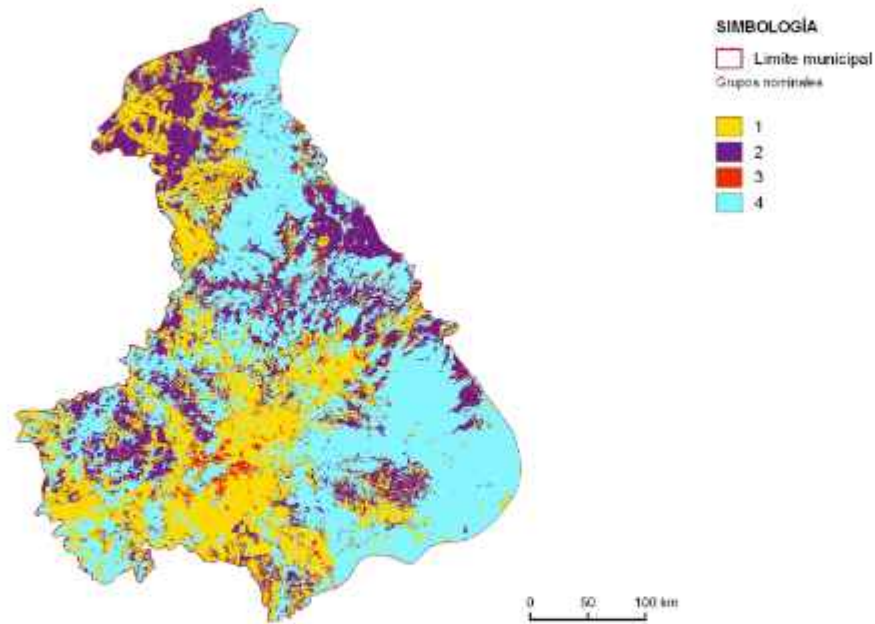 SIMBOLOGÍA
Limite municipal
Grupos nominales
1
2
3
4
0 50 100 km